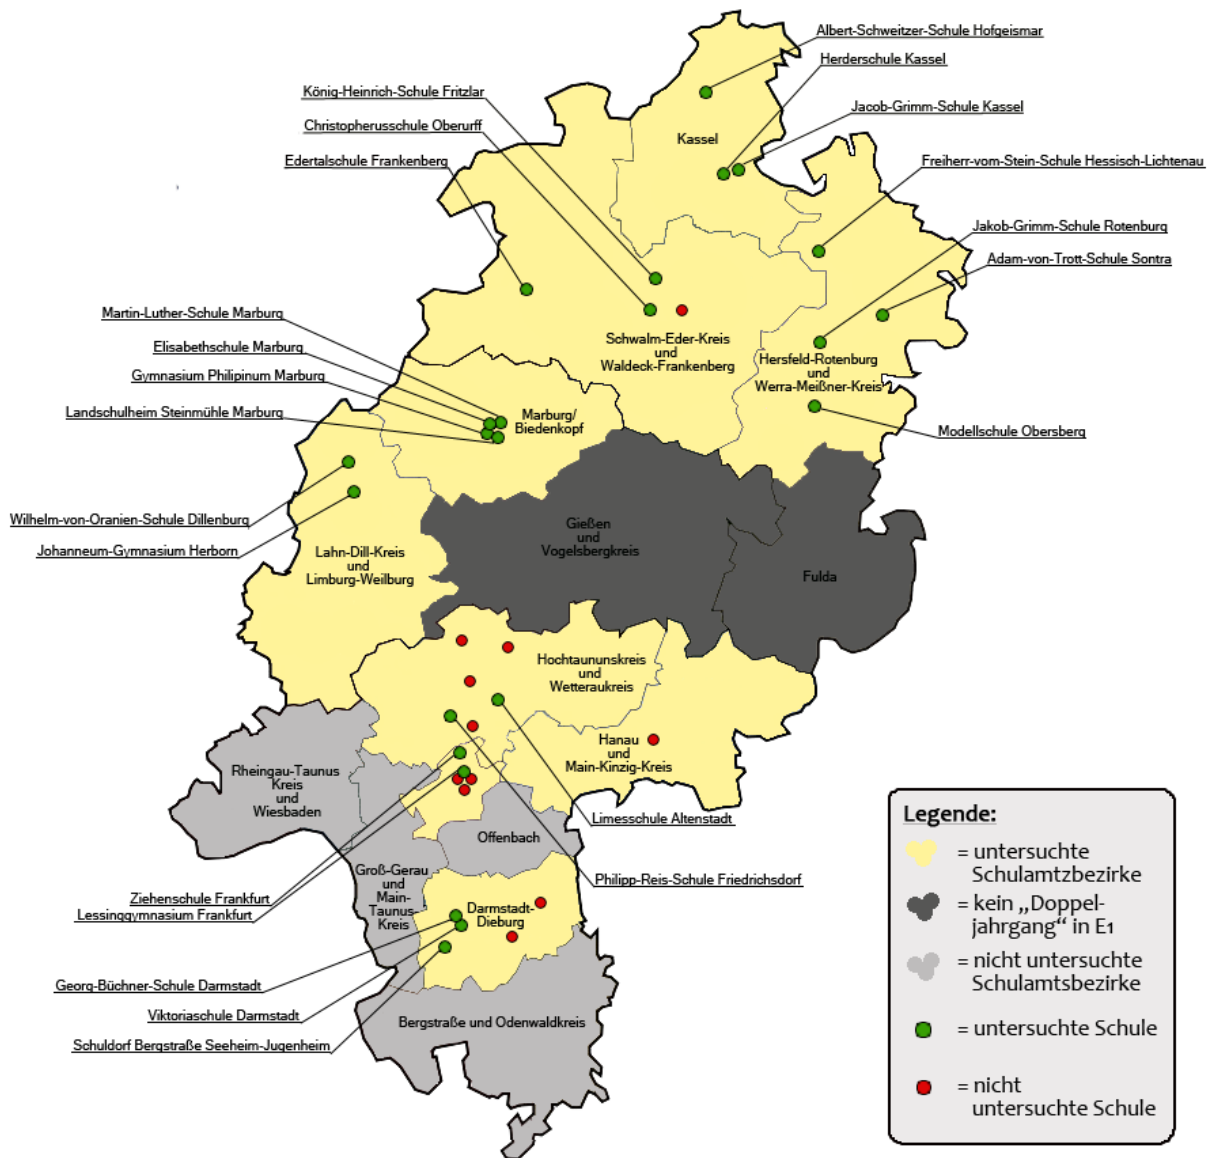 Albert-Schweitzer-Schule Hofgeismar
Herderschule Kassel
König-Heinrich-Schule Fritzlar
Jacob-Grimm-Schule Kassel
Christopherusschule Oberurff
Kassel
Edertalschule Frankenberg
Freiherr-vom-Stein-Schule Hessisch-Lichtenau
Jakob-Grimm-Schule Rotenburg
Adam-von-Trott-Schule Sontra
Martin-Luther-Schule Marburg
Schwalm-Eder-Kreis
und
Waldeck-Frankenberg
Elisabethschule Marburg
Hersfeld-Rotenburg
und
Werra-Meißner-Kreis
Gymnasium Philipinum Marburg
Landschulheim Steinmühle Marburg
Marburg/
Biedenkopf
Modellschule Obersberg
Wilhelm-von-Oranien-Schule Dillenburg
Gießen
und
Vogelsbergkreis
Johanneum-Gymnasium Herborn
Lahn-Dill-Kreis
und
Limburg-Weilburg
Fulda
Hochtaununskreis
und
Wetteraukreis
Hanau
und
Main-Kinzig-Kreis
Rheingau-Taunus
Kreis
und
Wiesbaden
Limesschule Altenstadt
Offenbach
Groß-Gerau
und
Main-
Taunus-
Kreis
Philipp-Reis-Schule Friedrichsdorf
Ziehenschule Frankfurt
Lessinggymnasium Frankfurt
Darmstadt-
Dieburg
Georg-Büchner-Schule Darmstadt
Viktoriaschule Darmstadt
Bergstraße und Odenwaldkreis
Schuldorf Bergstraße Seeheim-Jugenheim
Legende:
= untersuchte
Schulamtzbezirke
= kein „Doppel-
jahrgang“ in E1
= nicht untersuchte
Schulamtsbezirke
= untersuchte Schule
= nicht
untersuchte Schule